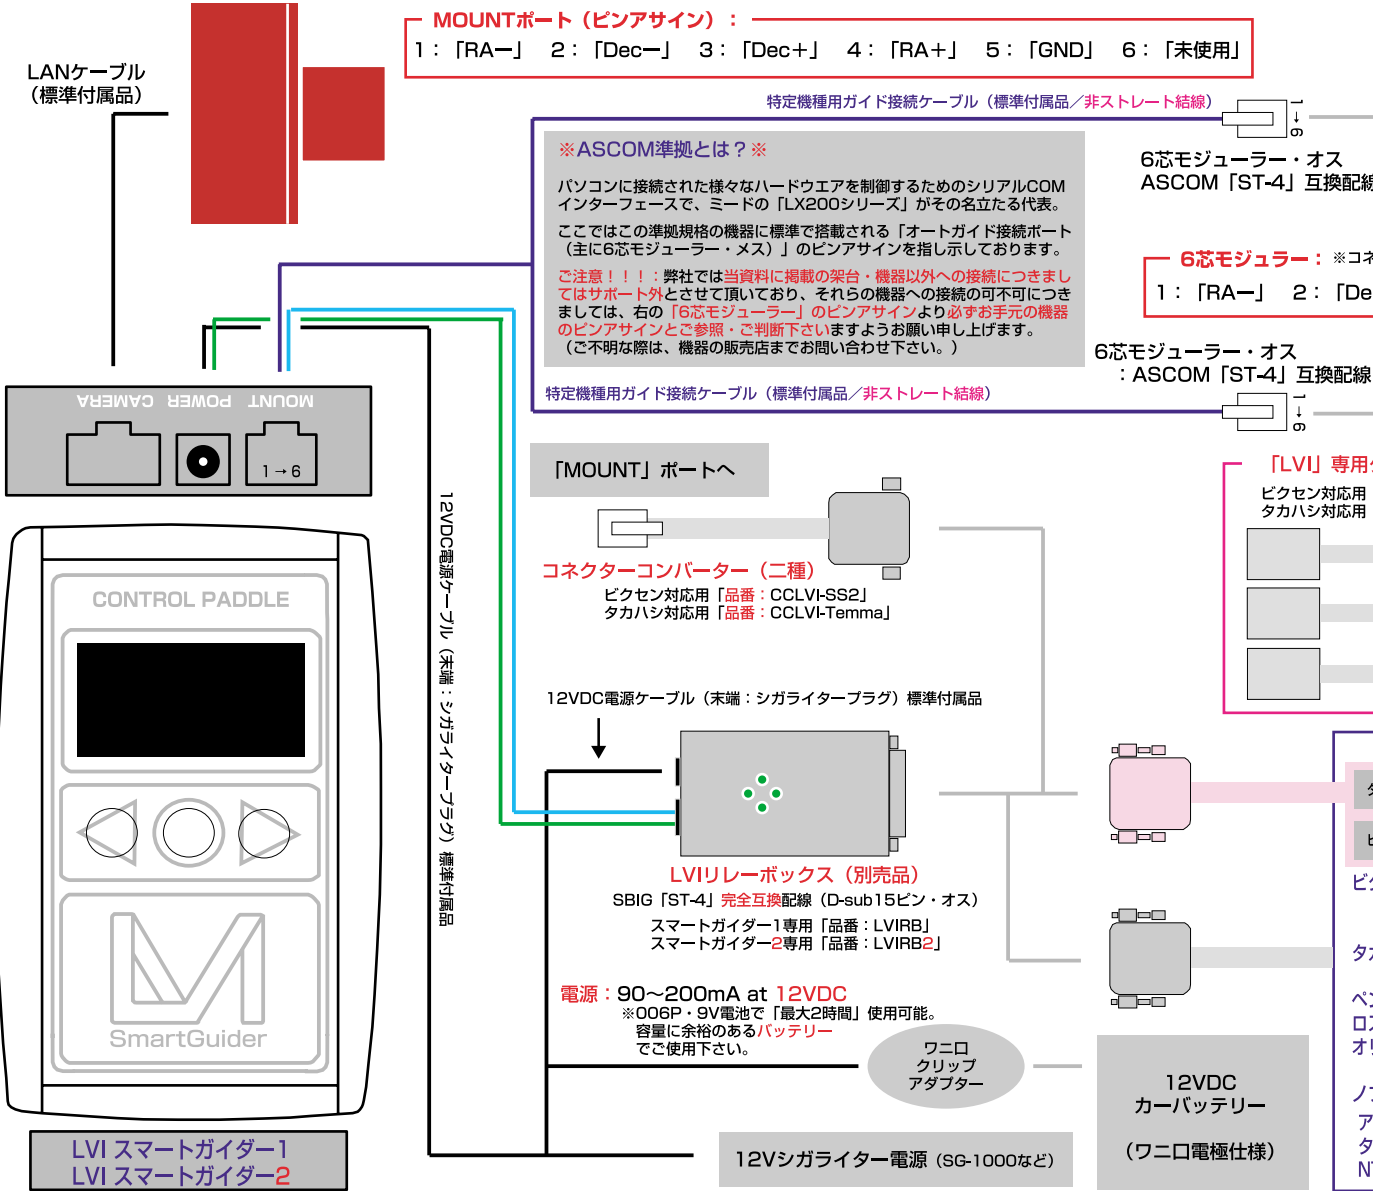 MOUNTポート（ピンアサイン）：
1：「RAー」 2：「Decー」 3：「Dec+」 4：「RA+」 5：「GND」 6：「未使用」
LANケーブル
（標準付属品）
特定機種用ガイド接続ケーブル（標準付属品／非ストレート結線）
1→6
6芯モジューラー・オス
ASCOM「ST-4」互換配線
※ASCOM準拠とは？※
パソコンに接続された様々なハードウエアを制御するためのシリアルCOM
インターフェースで、ミードの「LX200シリーズ」がその名立たる代表。
ここではこの準拠規格の機器に標準で搭載される「オートガイド接続ポート
（主に6芯モジューラー・メス）」のピンアサインを指し示しております。
ご注意！！！：弊社では当資料に掲載の架台・機器以外への接続につきまし
てはサポート外とさせて頂いており、それらの機器への接続の可不可につき
ましては、右の「6芯モジューラー」のピンアサインより必ずお手元の機器
のピンアサインとご参照・ご判断下さいますようお願い申し上げます。
（ご不明な際は、機器の販売店までお問い合わせ下さい。）
6芯モジュラー：※コネ
1：「RAー」 2：「De
6芯モジューラー・オス
：ASCOM「ST-4」互換配線
特定機種用ガイド接続ケーブル（標準付属品／非ストレート結線）
1→6
CAMERA POWER MOUNT
1→6
「MOUNT」ポートへ
コネクターコンバーター（二種）
ビクセン対応用「品番：CCLVI-SS2」
タカハシ対応用「品番：CCLVI-Temma」
「LVI」専用
ビクセン対応用
タカハシ対応用
12VDC電源ケーブル（末端：シガライタープラグ）標準付属品
CONTROL PADDLE
SmartGuider
LVI スマートガイダー1
LVI スマートガイダー2
12VDC電源ケーブル（末端：シガライタープラグ）標準付属品
LVIリレーボックス（別売品）
SBIG「ST-4」完全互換配線（D-sub15ピン・オス）
スマートガイダー1専用「品番：LVIRB」
スマートガイダー2専用「品番：LVIRB2」
電源：90～200mA at 12VDC
※006P・9V電池で「最大2時間」使用可能。
容量に余裕のあるバッテリー
でご使用下さい。
ワニ口
クリップ
アダプター
12VDC
カーバッテリー
（ワニ口電極仕様）
12Vシガライター電源（SG-1000など）
ビク
タカ
ペン
ロス
オリ
ア
タ